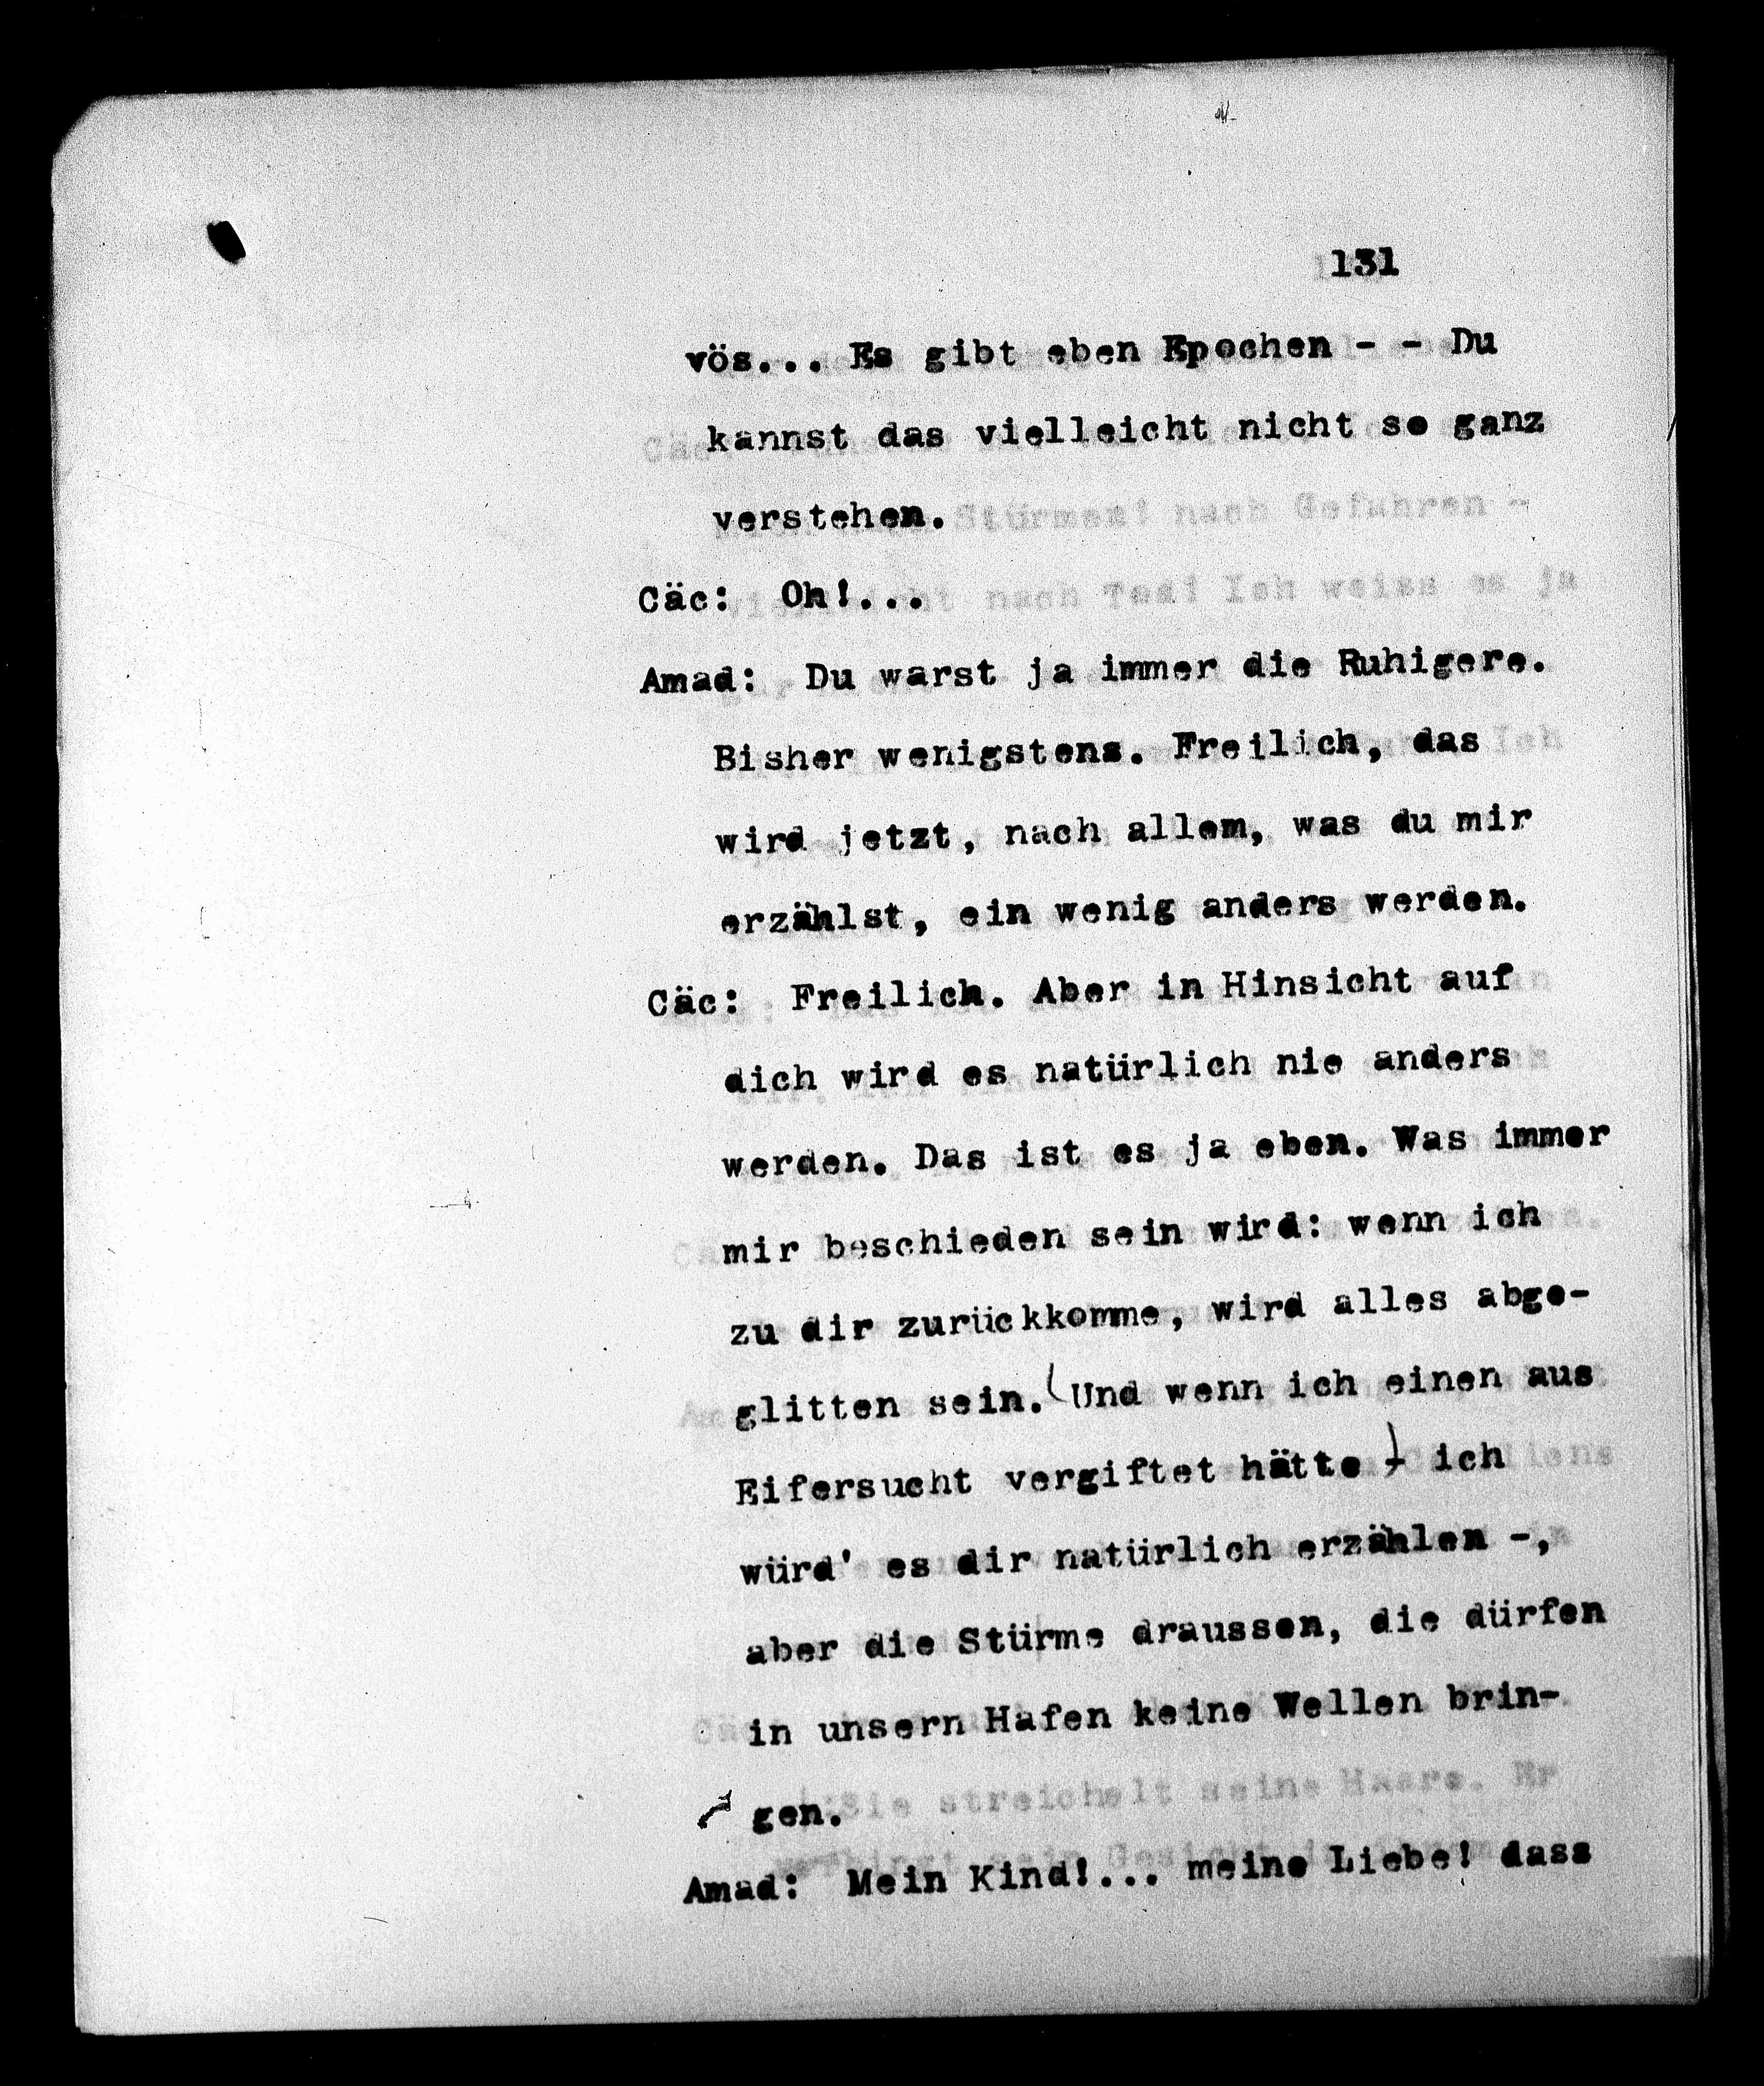 131
vös... Es gibt eben Epochen - - Du
kannst das vielleicht nicht so ganz
verstehen.
Cäc: Oh!...
Amad: Du warst ja immer die Ruhigere.
Bisher wenigstens. Freilich, das
wird jetzt, nach allem, was du mir
erzählst, ein wenig anders werden.
Cäc: Freilich. Aber in Hinsicht auf
dich wird es natürlich nie anders
werden. Das ist es ja eben. Was immer
mir beschieden sein wird: wenn ich
zu dir zurückkomme, wird alles abge-
glitten sein. (Und wenn ich einen aus
Eifersucht vergiftet hätte -) ich
würd' es dir natürlich erzählen -,
aber die Stürme draussen, die dürfen
in unsern Hafen keine Wellen brin-
gen.
Amad: Mein Kind!... meine Liebe! dass